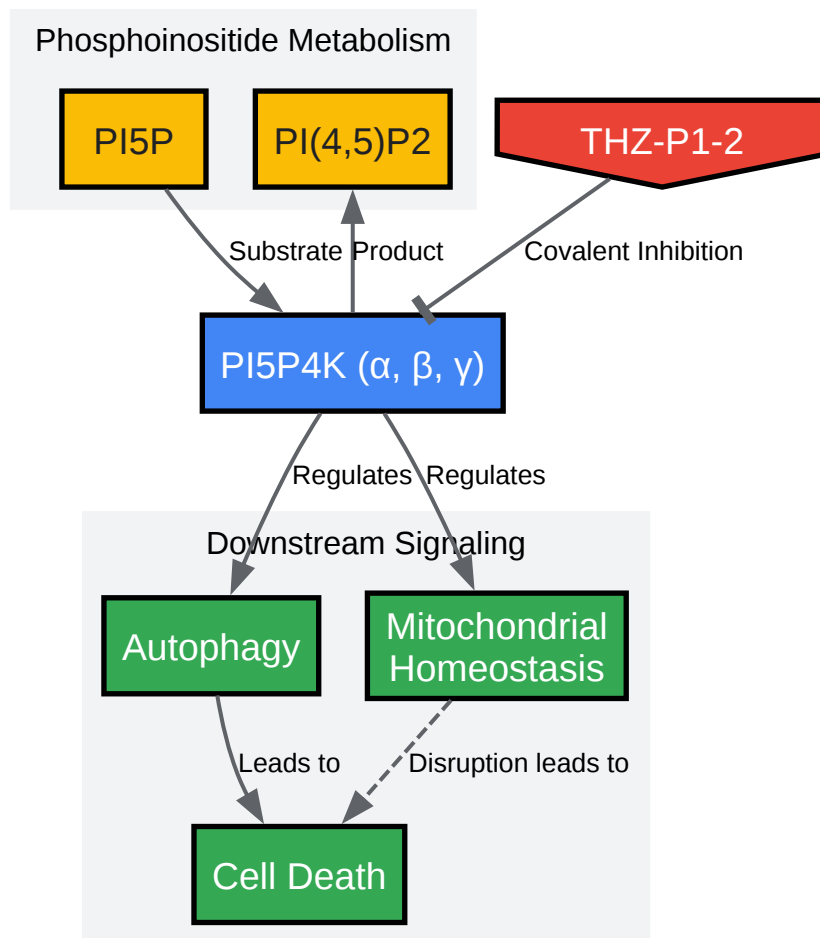 Phosphoinositide Metabolism
PI5P
PI(4,5)P2
THZ-P1-2
Substrate
Product
Covalent Inhibition
PI5P4K (α, β, γ)
Regulates
Regulates
Downstream Signaling
Autophagy
Mitochondrial
Homeostasis
Leads to
Disruption leads to
Cell Death